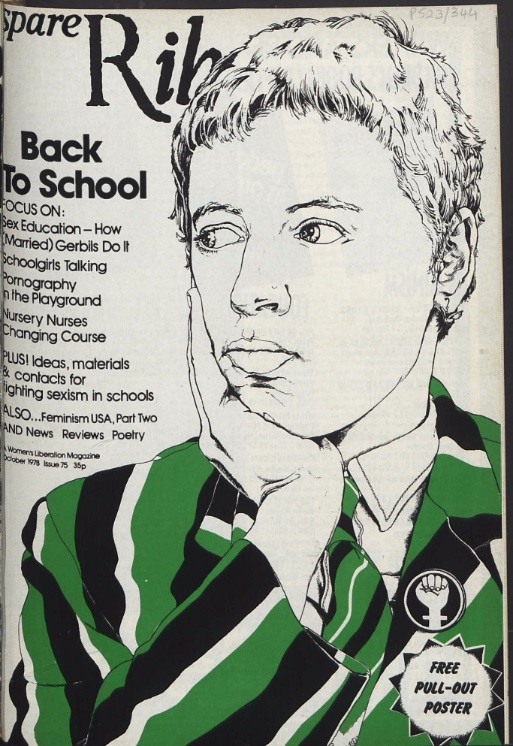 spare
Rib
PS23/344
Back
To School
FOCUS ON:
Sex Education – How
(Married) Gerbils Do It
Schoolgirls Talking
Pornography
in the Playground
Nursery Nurses
Changing Course
PLUS! Ideas, materials
& contacts for
fighting sexism in schools
ALSO...Feminism USA, Part Two
AND News Reviews Poetry
A Women's Liberation Magazine
October 1978 Issue 75 35p
FREE
PULL-OUT
POSTER